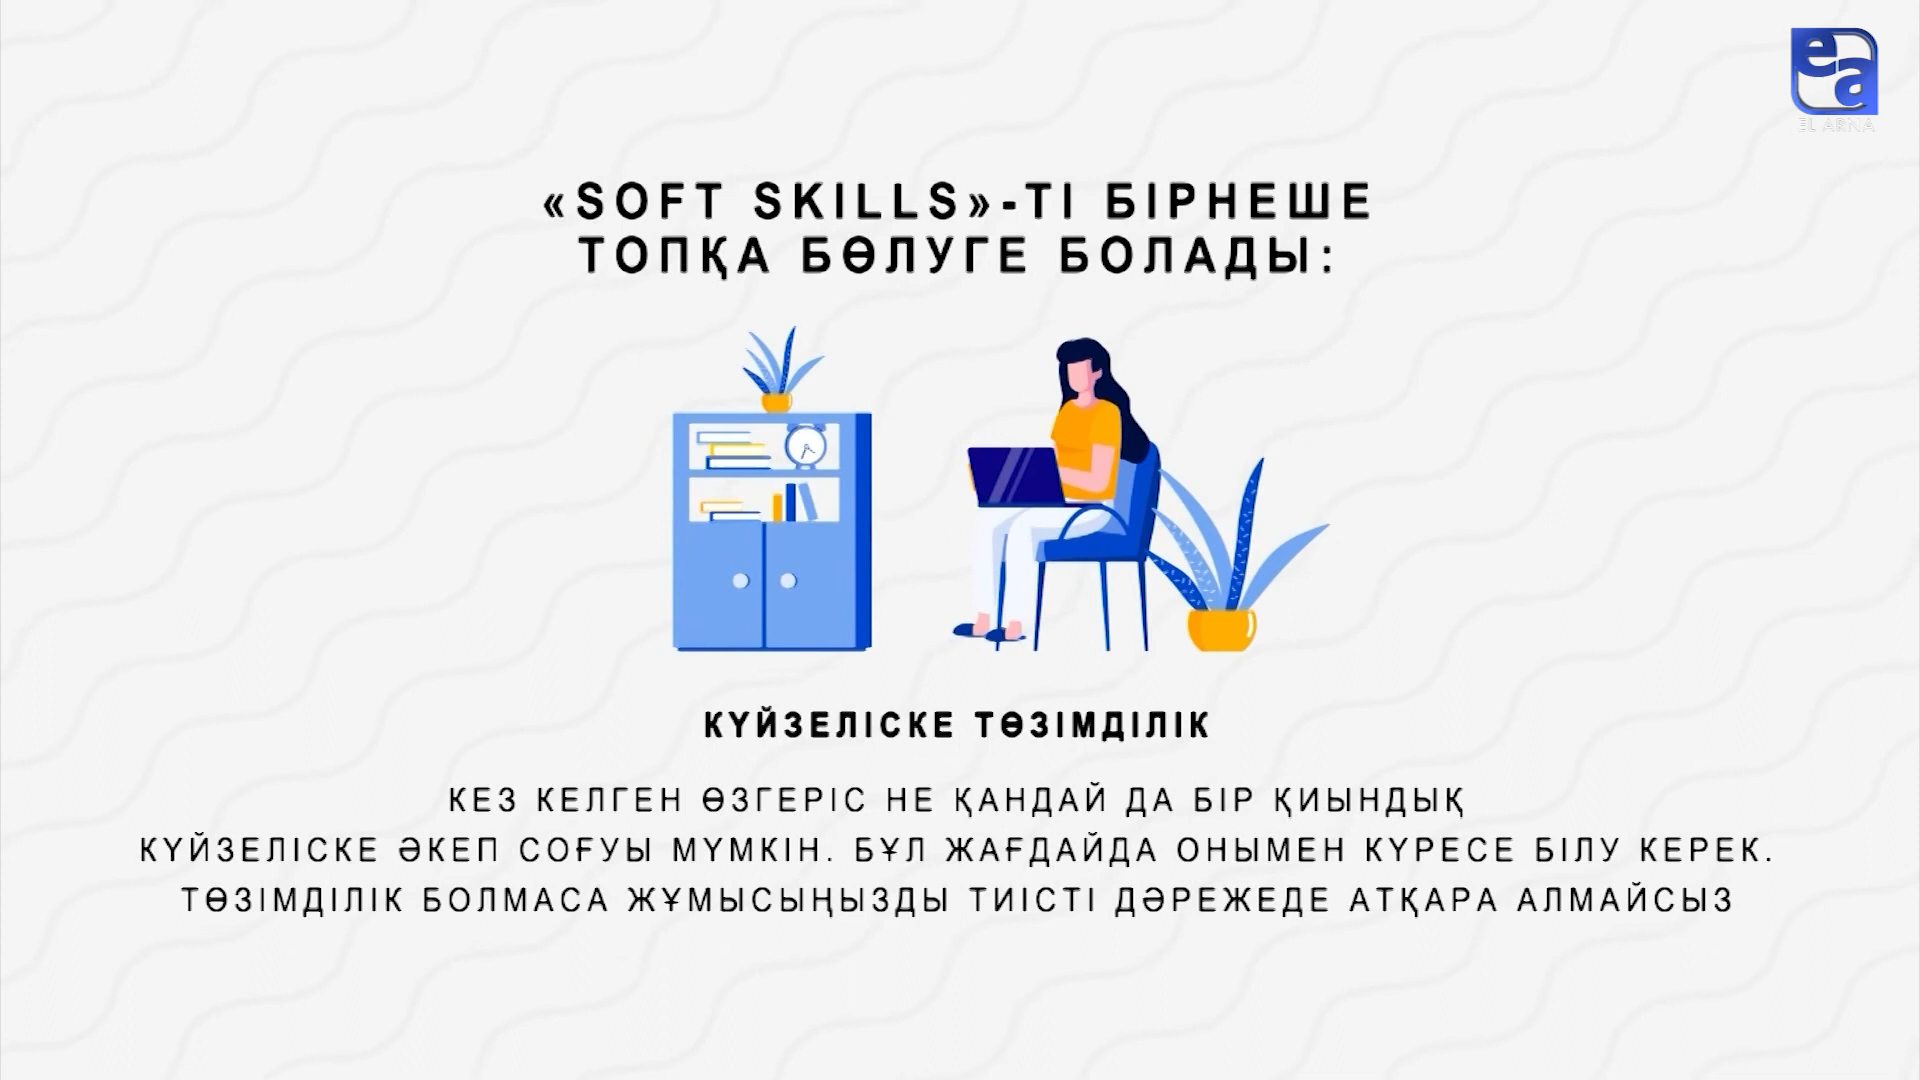 ea
EL ARNA
«SOFT SKILLS»-ТІ БІРНЕШЕ
ТОПҚА БӨЛУГЕ БОЛАДЫ:
КҮЙЗЕЛІСКЕ ТӨЗІМДІЛІК
КЕЗ КЕЛГЕН ӨЗГЕРІС НЕ ҚАНДАЙ ДА БІР ҚИЫНДЫҚ
КҮЙЗЕЛІСКЕ ӘКЕП СОҒУЫ МҮМКІН. БҰЛ ЖАҒДАЙДА ОНЫМЕН КҮРЕСЕ БІЛУ КЕРЕК.
ТӨЗІМДІЛІК БОЛМАСА ЖҰМЫСЫҢЫЗДЫ ТИІСТІ ДӘРЕЖЕДЕ АТҚАРА АЛМАЙСЫЗ